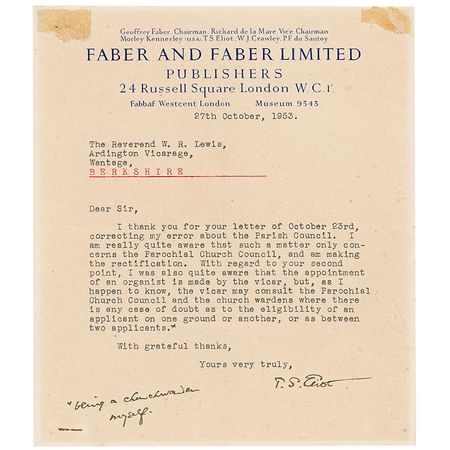 Geoffrey Faber, Chairman, Richard de la Mare, Vice Chairman
Morley Kennerley (U.S.A.), T.S. Eliot, W.J. Crawley, P.F. du Sautoy
FABER AND FABER LIMITED
PUBLISHERS
24 Russell Square London W.C.1.
Fabbaf Westcent London Museum 9543
27th October, 1953.
The Reverend W. R. Lewis,
Ardington Vicarage,
Wantage,
BERKSHIRE
Dear Sir,
I thank you for your letter of October 23rd,
correcting my error about the Parish Council. I
am really quite aware that such a matter only con-
cerns the Parochial Church Council, and am making
the rectification. With regard to your second
point, I was also quite aware that the appointment
of an organist is made by the vicar, but, as I
happen to know, the vicar may consult the Parochial
Church Council and the church wardens where there
is any case of doubt as to the eligibility of an
applicant on one ground or another, or as between
two applicants.*
With grateful thanks,
Yours very truly,
T. S. Eliot
*being a churchwarden
myself.